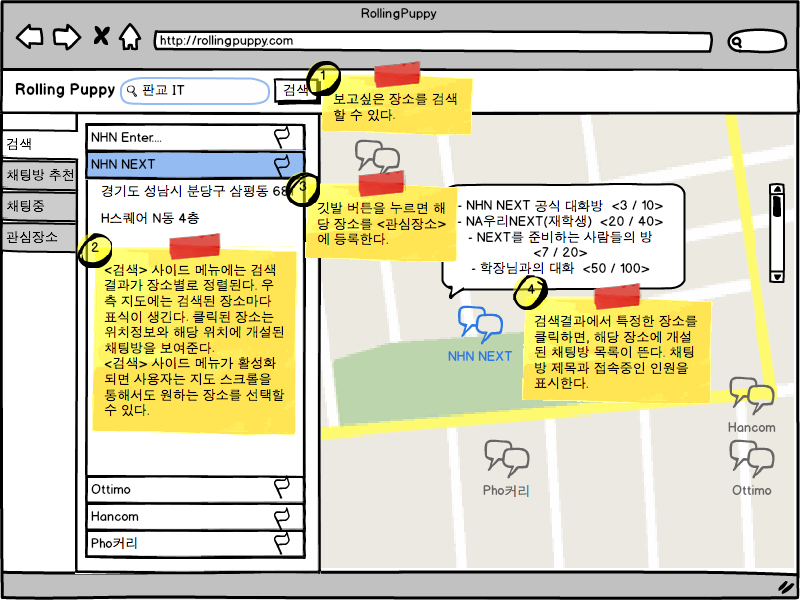 RollingPuppy
http://rollingpuppy.com
Rolling Puppy
판교 IT
검색
1
보고싶은 장소를 검색
할 수 있다.
검색
채팅방 추천
채팅중
관심장소
NHN Enter...
NHN NEXT
경기도 성남시 분당구 삼평동 68
H스퀘어 N동 4층
2
<검색> 사이드 메뉴에는 검색
결과가 장소별로 정렬된다. 우
측 지도에는 검색된 장소마다
표식이 생긴다. 클릭된 장소는
위치정보와 해당 위치에 개설된
채팅방을 보여준다.
<검색> 사이드 메뉴가 활성화
되면 사용자는 지도 스크롤을
통해서도 원하는 장소를 선택할
수 있다.
Ottimo
Hancom
Pho커리
3
깃발 버튼을 누르면 해
당 장소를 <관심장소>
에 등록한다.
- NHN NEXT 공식 대화방 <3 / 10>
- NA우리NEXT(재학생) <20 / 40>
- NEXT를 준비하는 사람들의 방
<7 / 20>
- 학장님과의 대화 <50 / 100>
NHN NEXT
4
검색결과에서 특정한 장소를
클릭하면, 해당 장소에 개설
된 채팅방 목록이 뜬다. 채팅
방 제목과 접속중인 인원을
표시한다.
Hancom
Pho커리
Ottimo